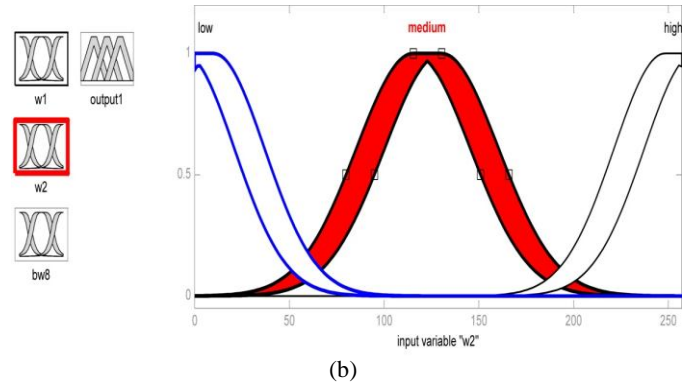 low medium high
w1 output1
w2
bw8
1
0.5
0
0 50 100 150 200 250
input variable "w2"
(b)